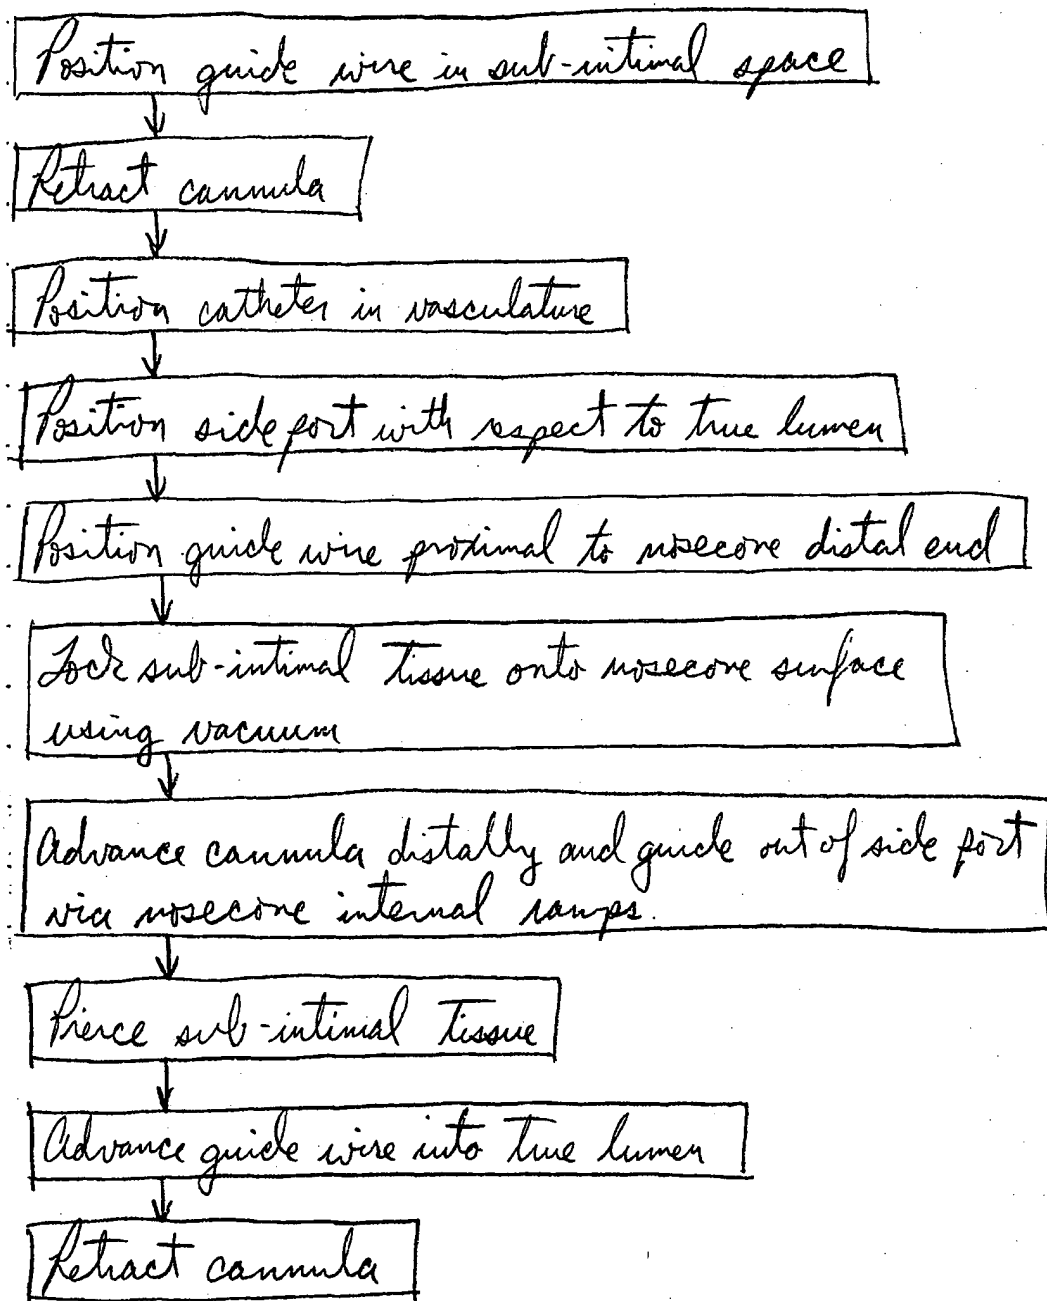 Position guide wire in sub-intimal space
Retract cannula
Position catheter in vasculature
Position side port with respect to true lumen
Position guide wire proximal to nosecone distal end
Lock sub-intimal tissue onto nosecone surface
using vacuum
Advance cannula distally and guide out of side port
via nosecone internal ramps.
Pierce sub-intimal tissue
Advance guide wire into true lumen
Retract cannula